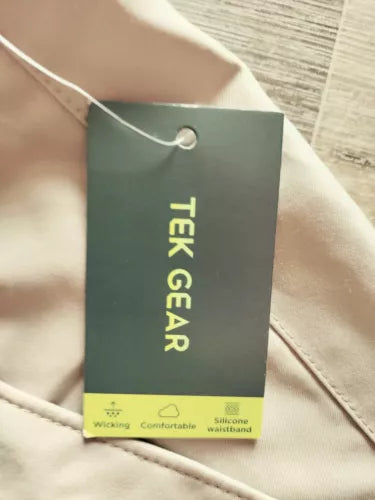 TEK GEAR
Wicking
Comfortable
Silicone
waistband